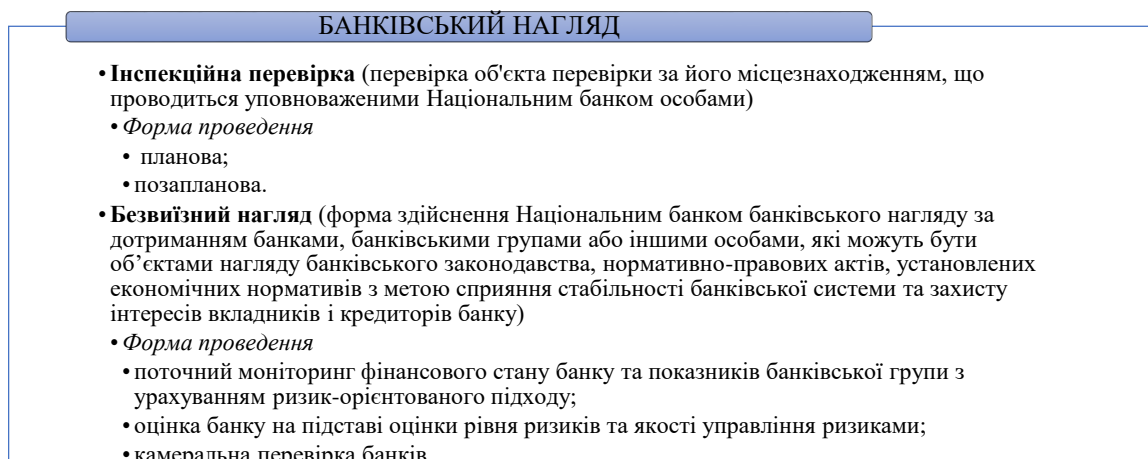 БАНКІВСЬКИЙ НАГЛЯД
•Інспекційна перевірка (перевірка об'єкта перевірки за його місцезнаходженням, що
проводиться уповноваженими Національним банком особами)
•Форма проведення
• планова;
•позапланова.
•Безвиїзний нагляд (форма здійснення Національним банком банківського нагляду за
дотриманням банками, банківськими групами або іншими особами, які можуть бути
об’єктами нагляду банківського законодавства, нормативно-правових актів, установлених
економічних нормативів з метою сприяння стабільності банківської системи та захисту
інтересів вкладників і кредиторів банку)
•Форма проведення
•поточний моніторинг фінансового стану банку та показників банківської групи з
урахуванням ризик-орієнтованого підходу;
•оцінка банку на підставі оцінки рівня ризиків та якості управління ризиками;
•камеральна перевірка банків